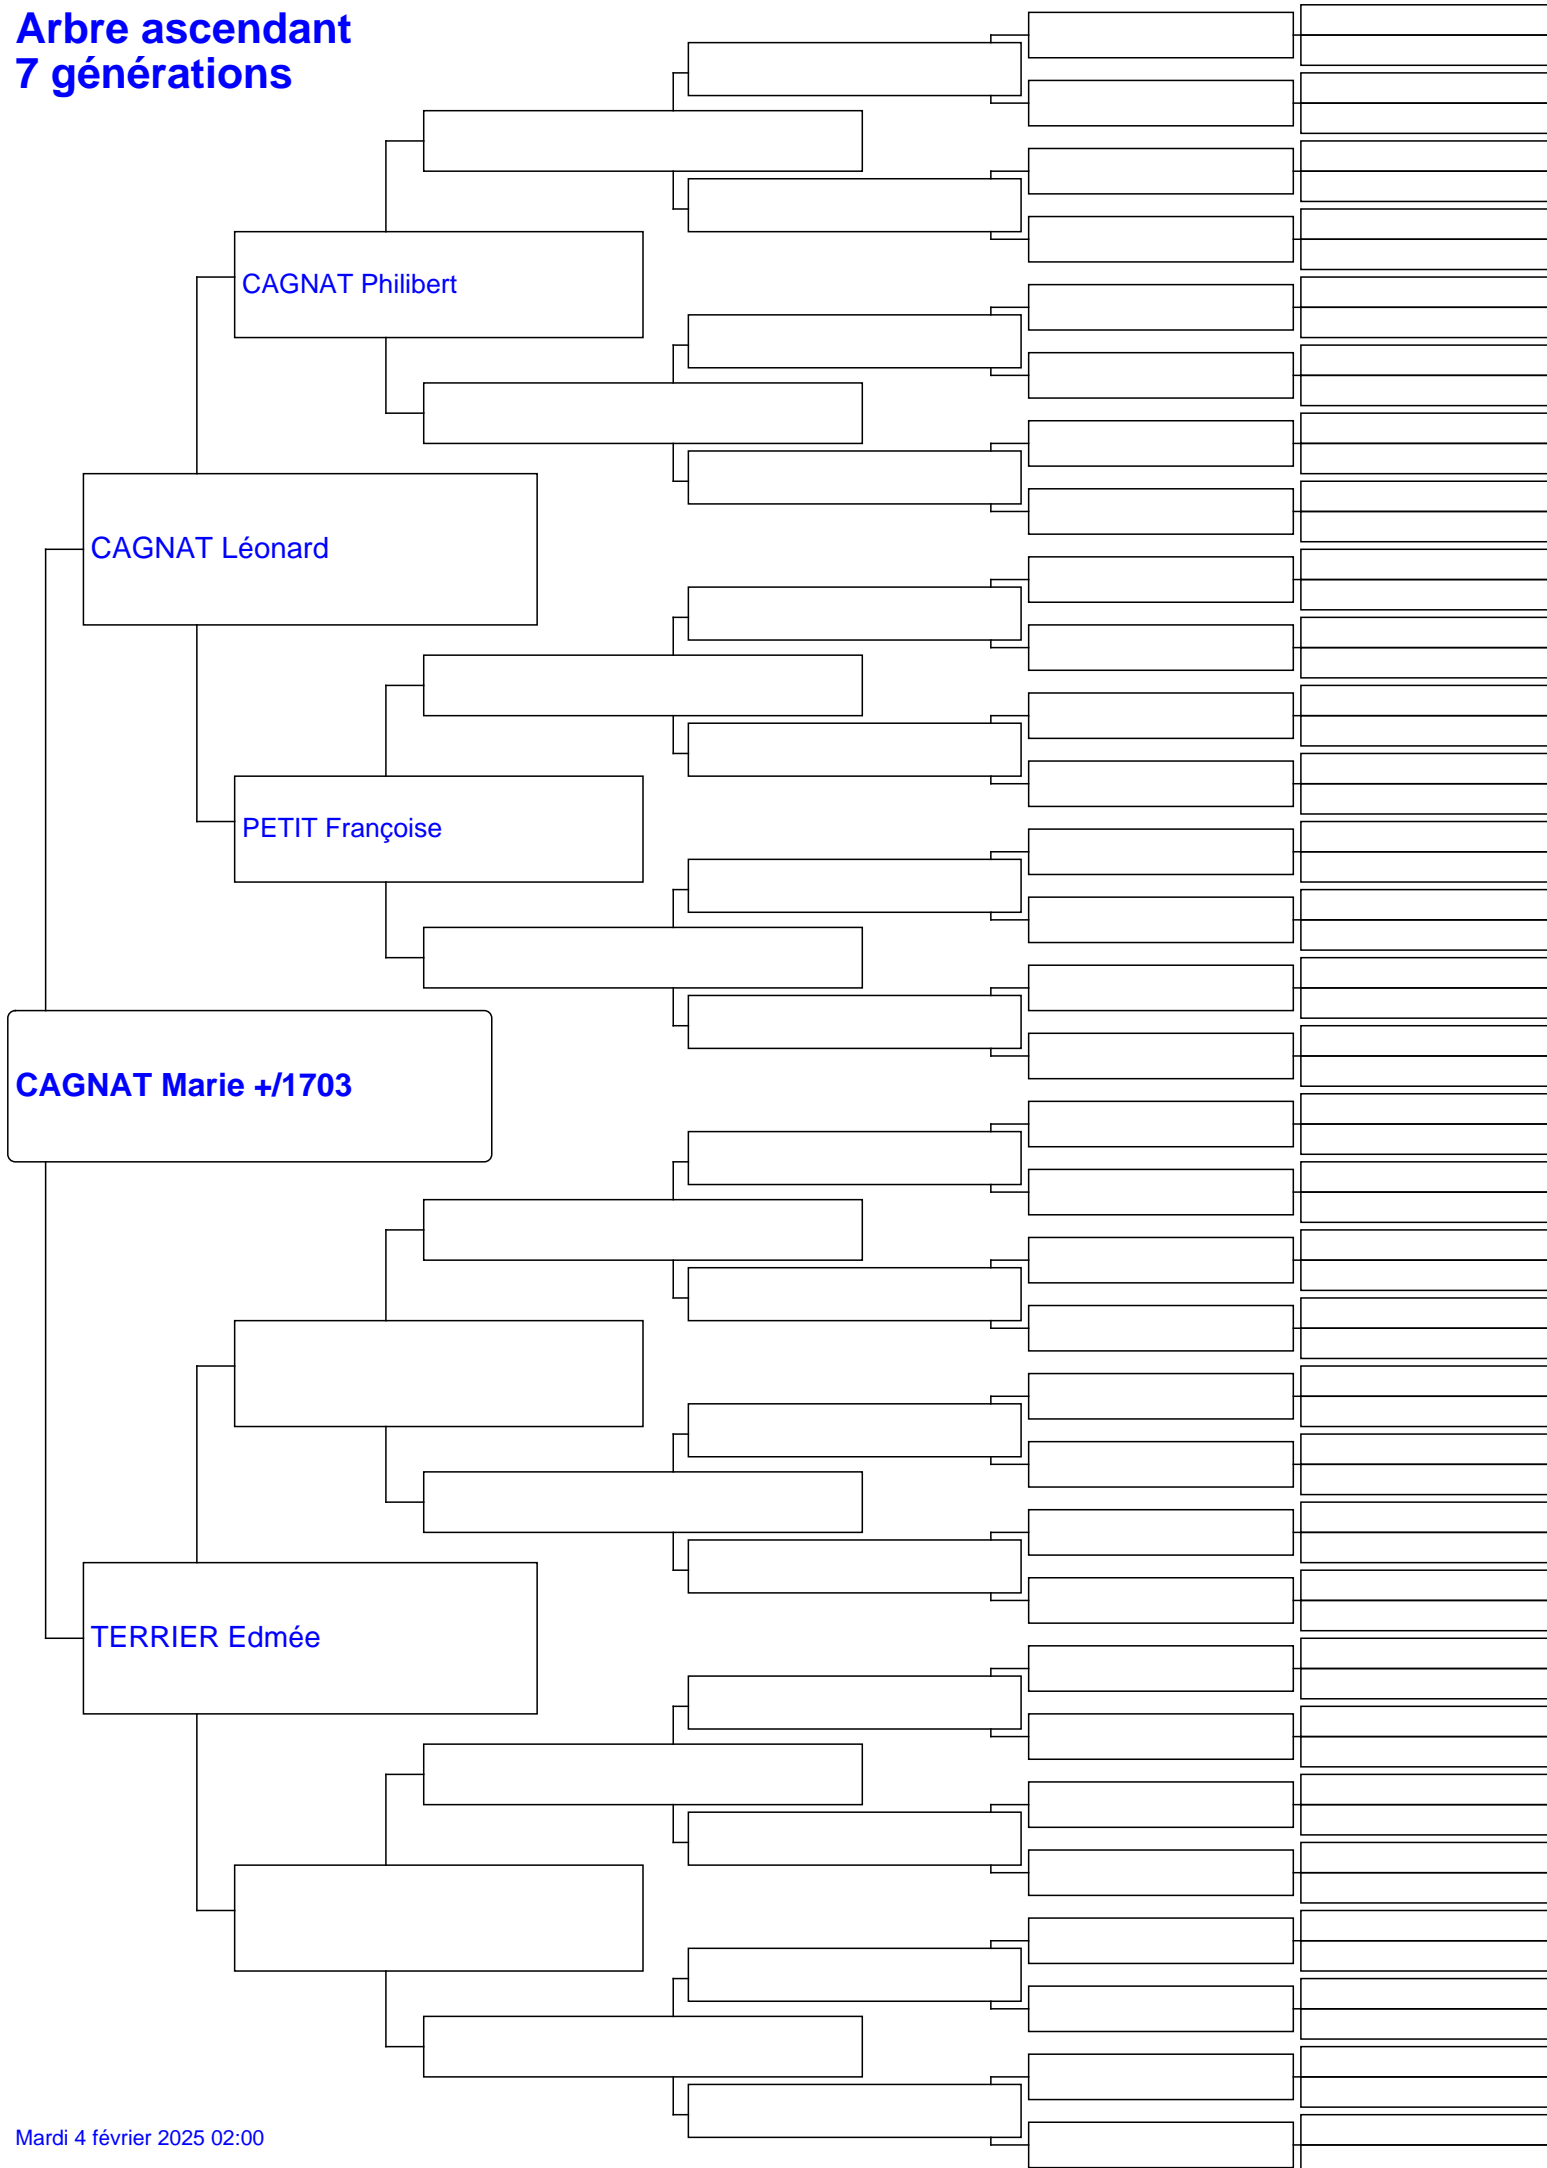 Arbre ascendant
7 générations
CAGNAT Philibert
CAGNAT Léonard
PETIT Françoise
CAGNAT Marie +/1703
TERRIER Edmée
Mardi 4 février 2025 02:00